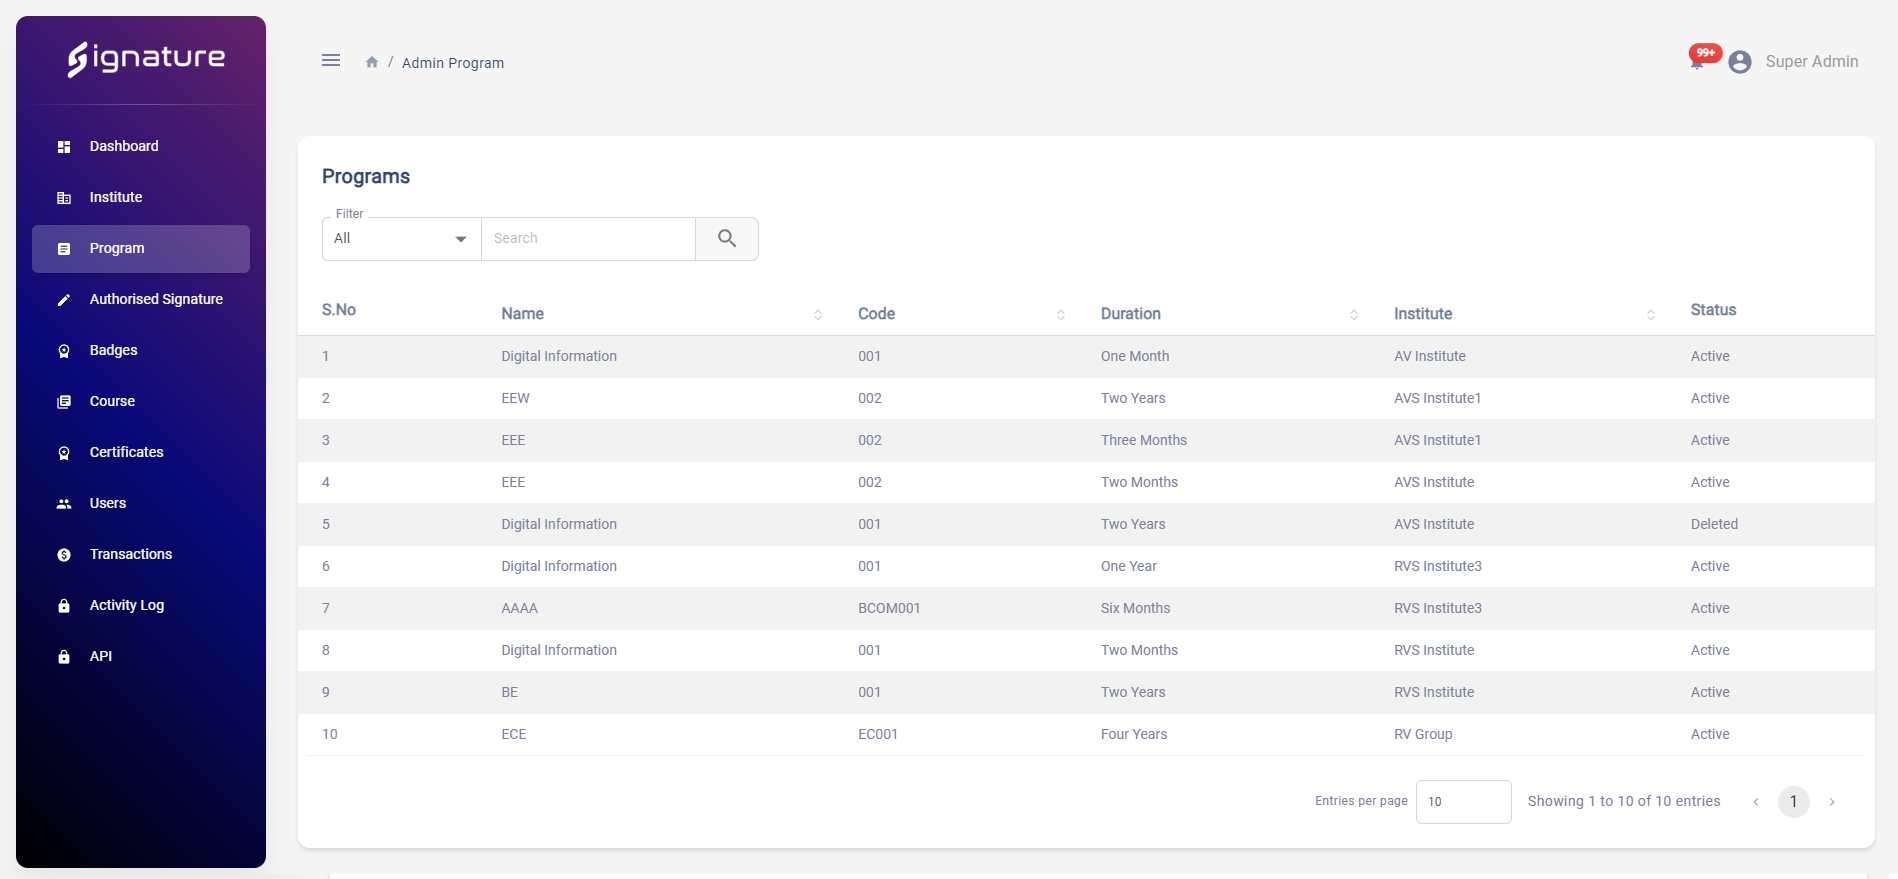 Signature
Dashboard
Institute
Program
Authorised Signature
Badges
Course
Certificates
Users
Transactions
Activity Log
API
/ Admin Program
99+
Super Admin
Programs
Filter
All
Search
S.No Name Code Duration Institute Status
1 Digital Information 001 One Month AV Institute Active
2 EEW 002 Two Years AVS Institute1 Active
3 EEE 002 Three Months AVS Institute1 Active
4 EEE 002 Two Months AVS Institute Active
5 Digital Information 001 Two Years AVS Institute Deleted
6 Digital Information 001 One Year RVS Institute3 Active
7 AAAA BCOM001 Six Months RVS Institute3 Active
8 Digital Information 001 Two Months RVS Institute Active
9 BE 001 Two Years RVS Institute Active
10 ECE EC001 Four Years RV Group Active
Entries per page 10 Showing 1 to 10 of 10 entries 1